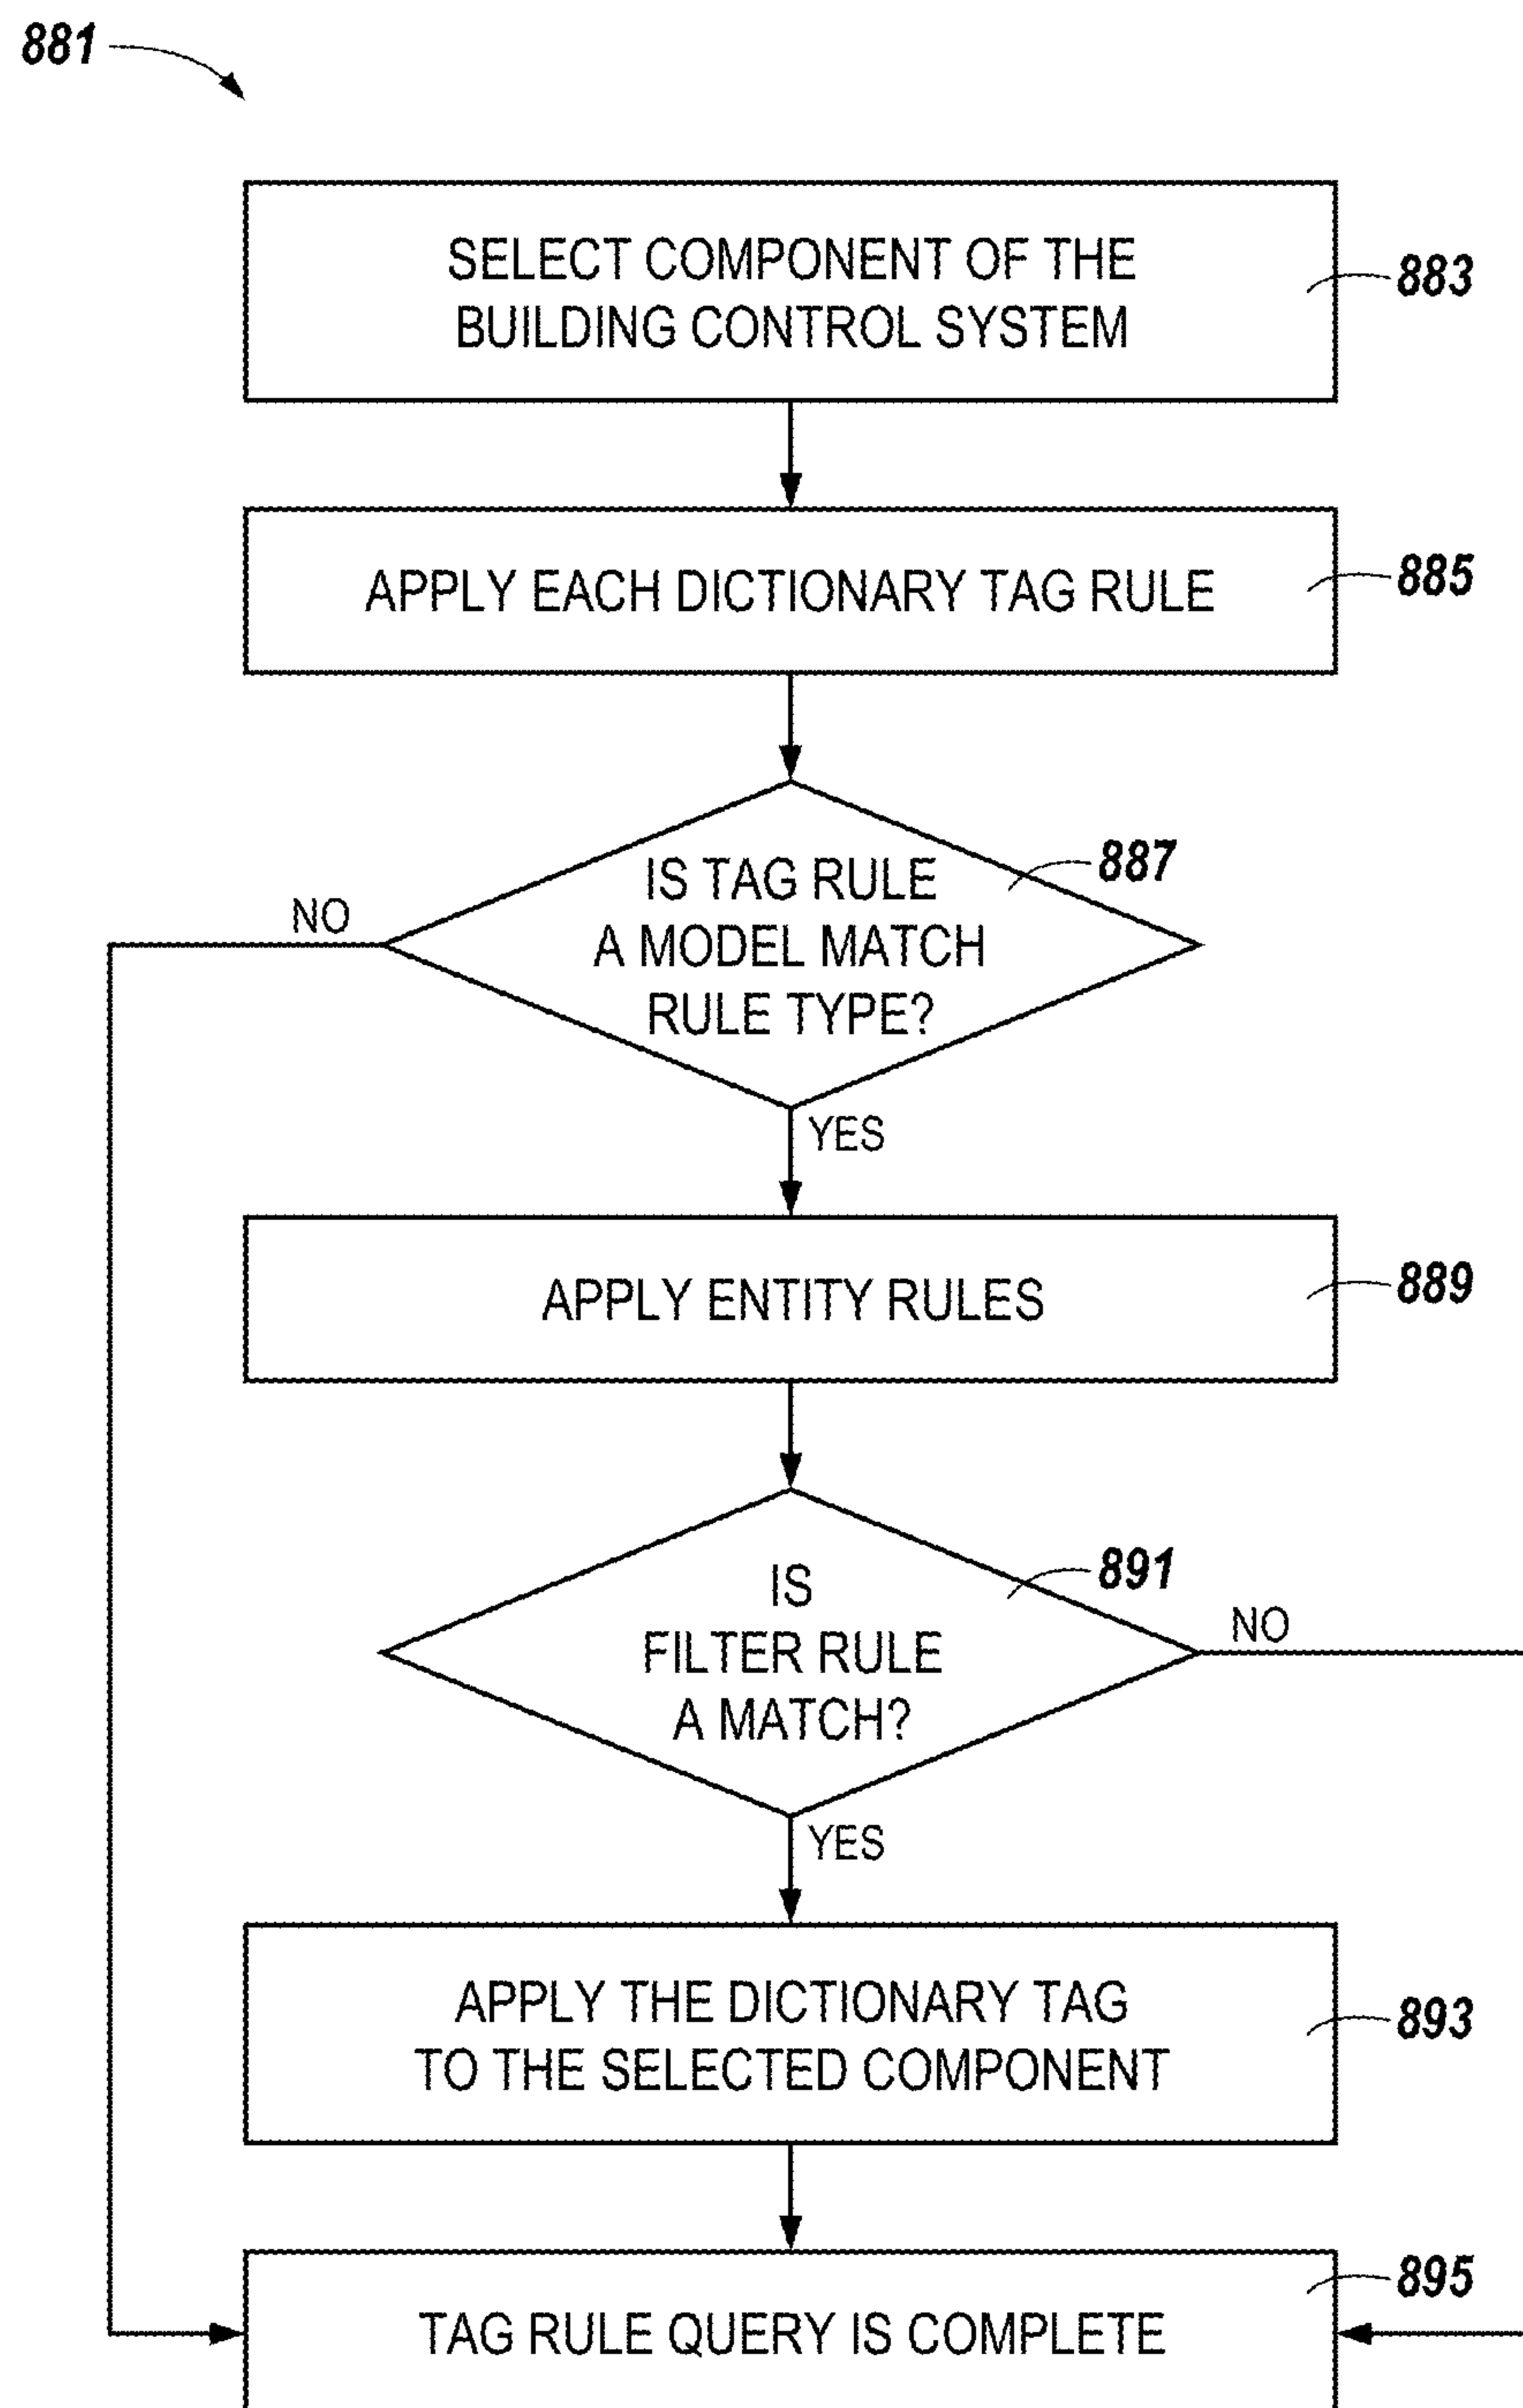 881
SELECT COMPONENT OF THE
BUILDING CONTROL SYSTEM
883
APPLY EACH DICTIONARY TAG RULE
885
IS TAG RULE
A MODEL MATCH
RULE TYPE?
887
NO
YES
APPLY ENTITY RULES
889
IS
FILTER RULE
A MATCH?
891
NO
YES
APPLY THE DICTIONARY TAG
TO THE SELECTED COMPONENT
893
TAG RULE QUERY IS COMPLETE
895